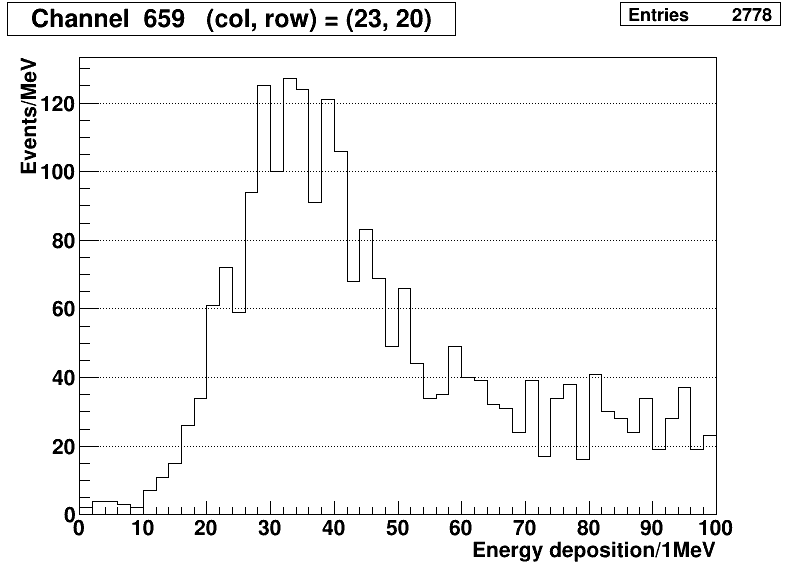 Channel 659 (col, row) = (23, 20)
Entries 2778
Events/MeV
120
100
80
60
40
20
0
0 10 20 30 40 50 60 70 80 90 100
Energy deposition/1MeV